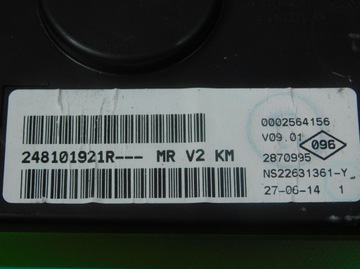 248101921R--- MR V2 KM
0002564156
V09.01
096
2870995
NS22631361-Y
27-06-14 1